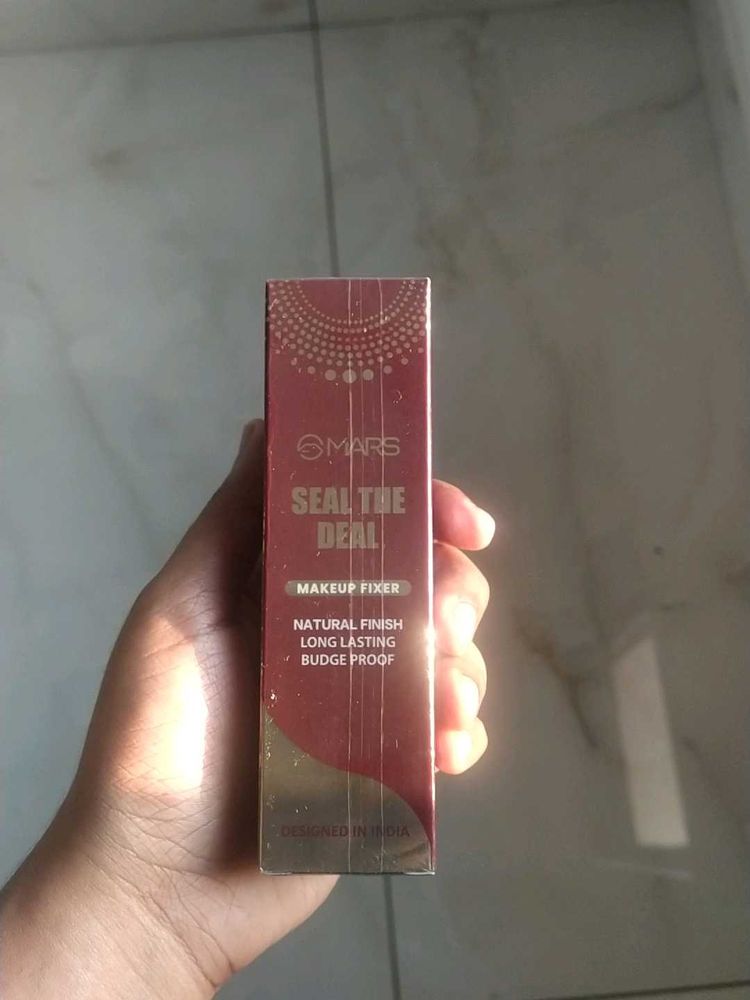 MARS
SEAL THE
DEAL
MAKEUP FIXER
NATURAL FINISH
LONG LASTING
BUDGE PROOF
DESIGNED IN INDIA